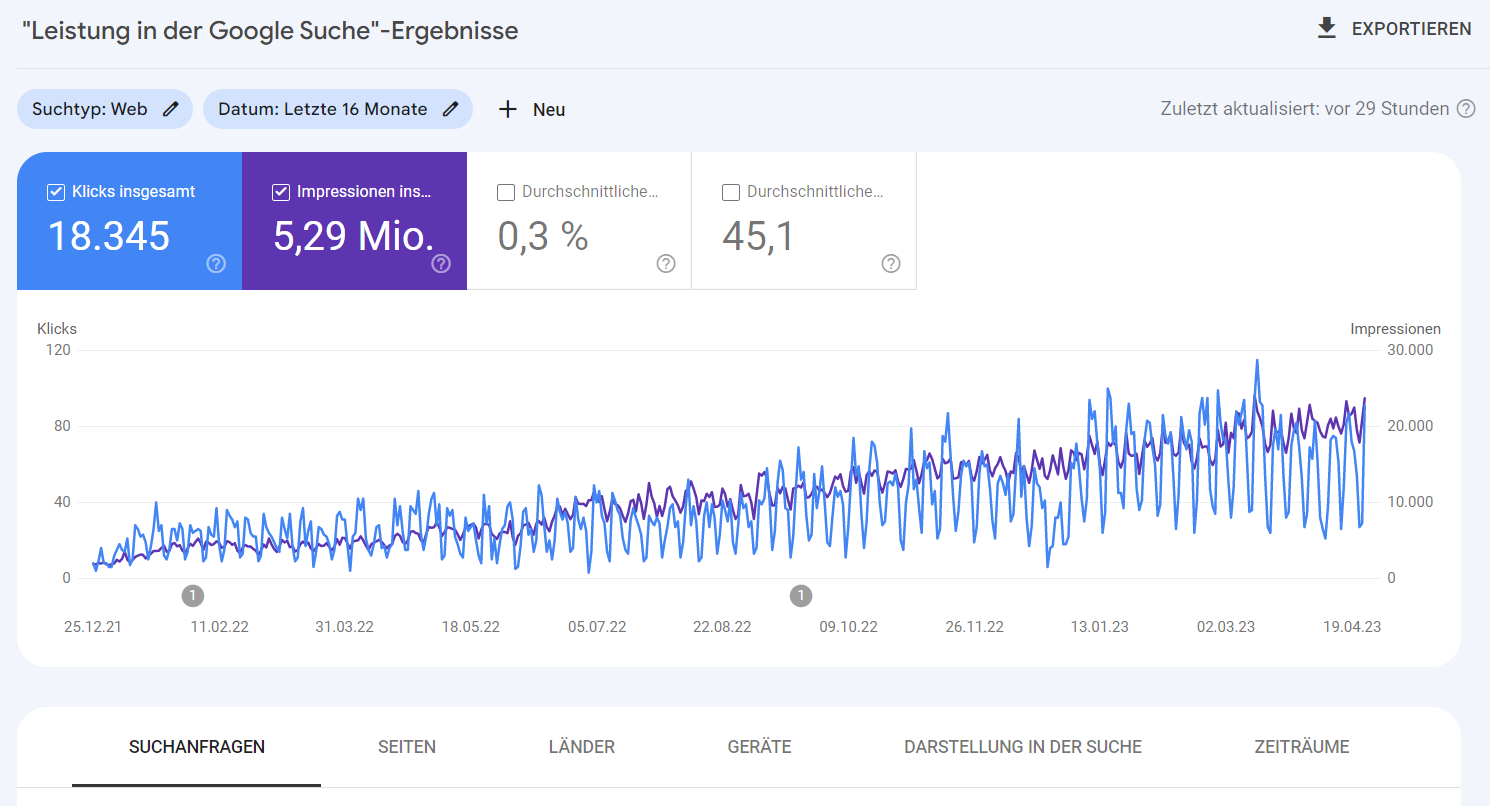 "Leistung in der Google Suche"-Ergebnisse
EXPORTIEREN
Suchtyp: Web
Datum: Letzte 16 Monate
Neu
Zuletzt aktualisiert: vor 29 Stunden
Klicks insgesamt
Impressionen ins...
Durchschnittliche...
Durchschnittliche...
18.345
5,29 Mio.
0,3 %
45,1
Klicks
Impressionen
120
30.000
80
20.000
40
10.000
0
0
1
1
25.12.21
11.02.22
31.03.22
18.05.22
05.07.22
22.08.22
09.10.22
26.11.22
13.01.23
02.03.23
19.04.23
SUCHANFRAGEN
SEITEN
LÄNDER
GERÄTE
DARSTELLUNG IN DER SUCHE
ZEITRÄUME